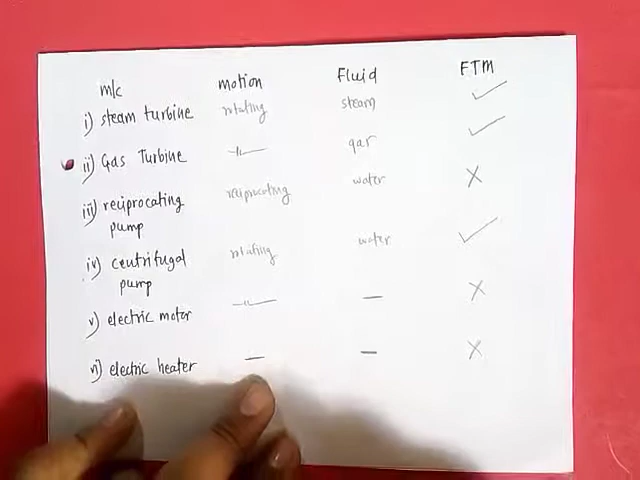 m/c motion Fluid FTM
i) steam turbine rotating steam ✓
ii) Gas Turbine —"— gas ✓
iii) reciprocating pump reciprocating water ✗
iv) centrifugal pump rotating water ✓
v) electric motor —"— — ✗
vi) electric heater — — ✗